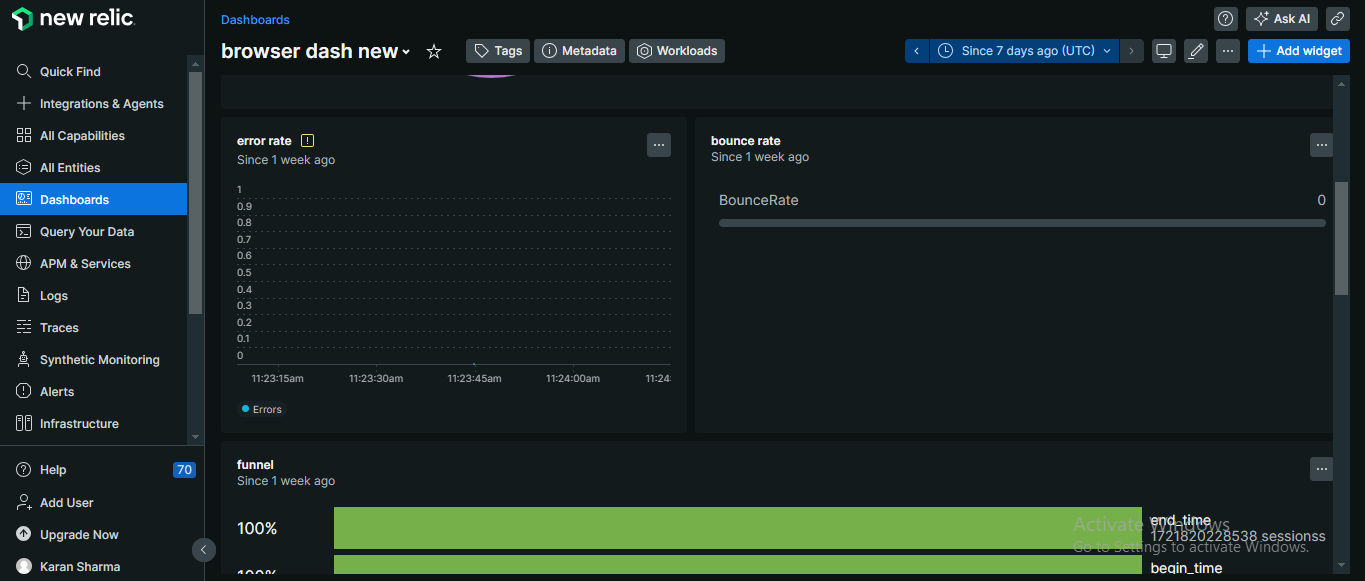 new relic
Dashboards
Ask AI
browser dash new
Tags
Metadata
Workloads
Since 7 days ago (UTC)
Add widget
Quick Find
Integrations & Agents
All Capabilities
All Entities
Dashboards
Query Your Data
APM & Services
Logs
Traces
Synthetic Monitoring
Alerts
Infrastructure
Help 70
Add User
Upgrade Now
Karan Sharma
error rate
Since 1 week ago
1
0.9
0.8
0.7
0.6
0.5
0.4
0.3
0.2
0.1
0
11:23:15am 11:23:30am 11:23:45am 11:24:00am 11:24:
Errors
bounce rate
Since 1 week ago
BounceRate 0
funnel
Since 1 week ago
100%
end_time
1721820228538 sessionss
100%
begin_time
Activate Windows
Go to Settings to activate Windows.